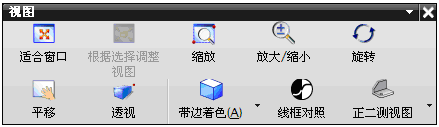 视图
适合窗口 根据选择调整 缩放 放大/缩小 旋转
视图
平移 透视 带边着色(A) 线框对照 正二测视图